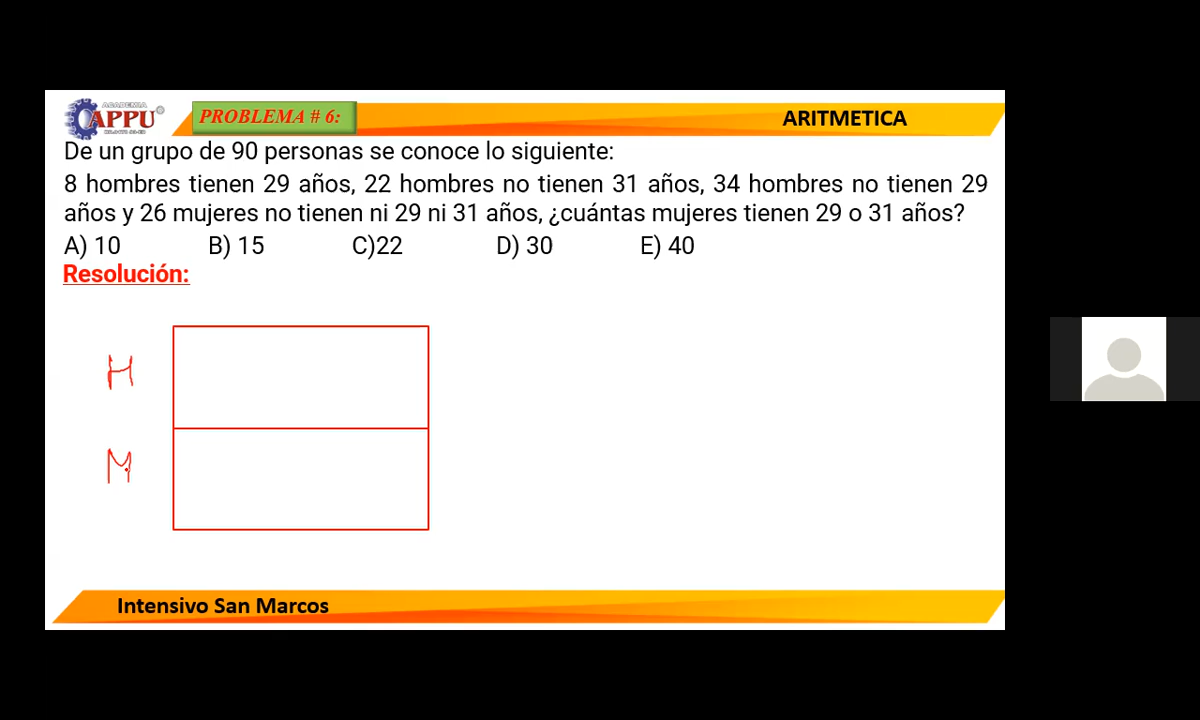 ACADEMIA
APPU
PROBLEMA # 6:
ARITMETICA
De un grupo de 90 personas se conoce lo siguiente:
8 hombres tienen 29 años, 22 hombres no tienen 31 años, 34 hombres no tienen 29
años y 26 mujeres no tienen ni 29 ni 31 años, ¿cuántas mujeres tienen 29 o 31 años?
A) 10 B) 15 C)22 D) 30 E) 40
Resolución:
H
M
Intensivo San Marcos